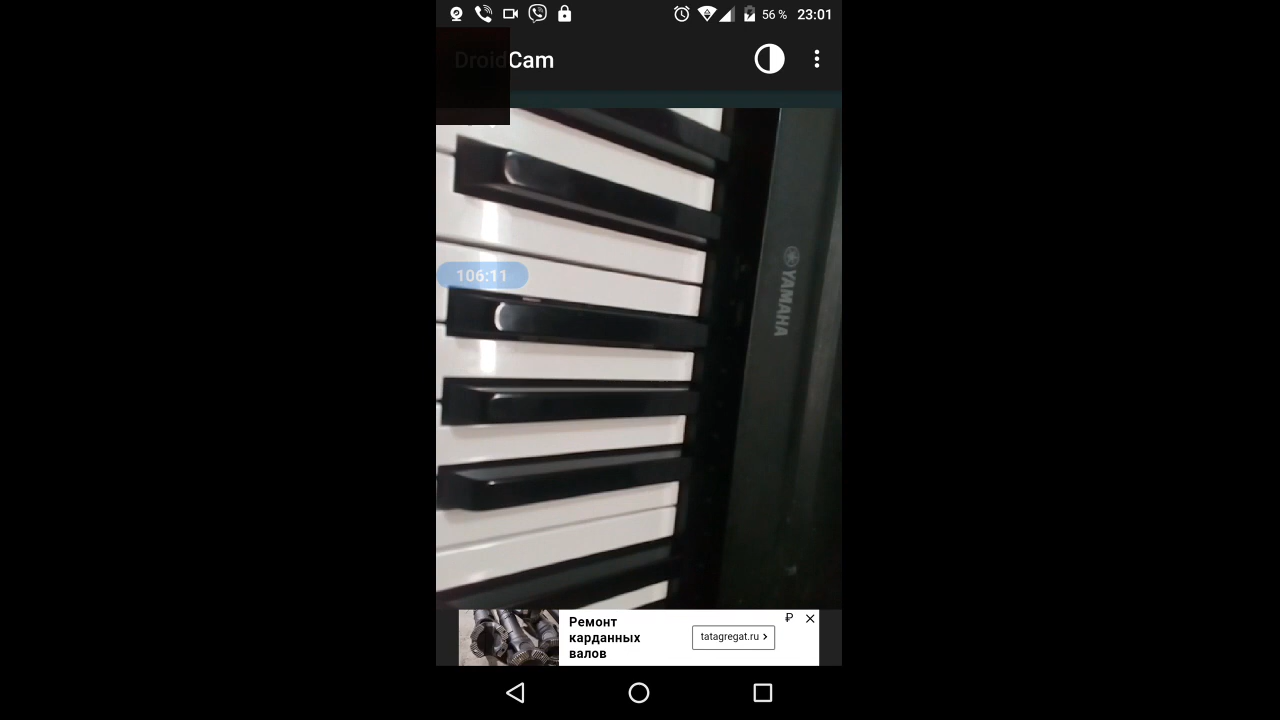 56 % 23:01
DroidCam
106:11
YAMAHA
Ремонт
карданных
валов
tatagregat.ru
₽